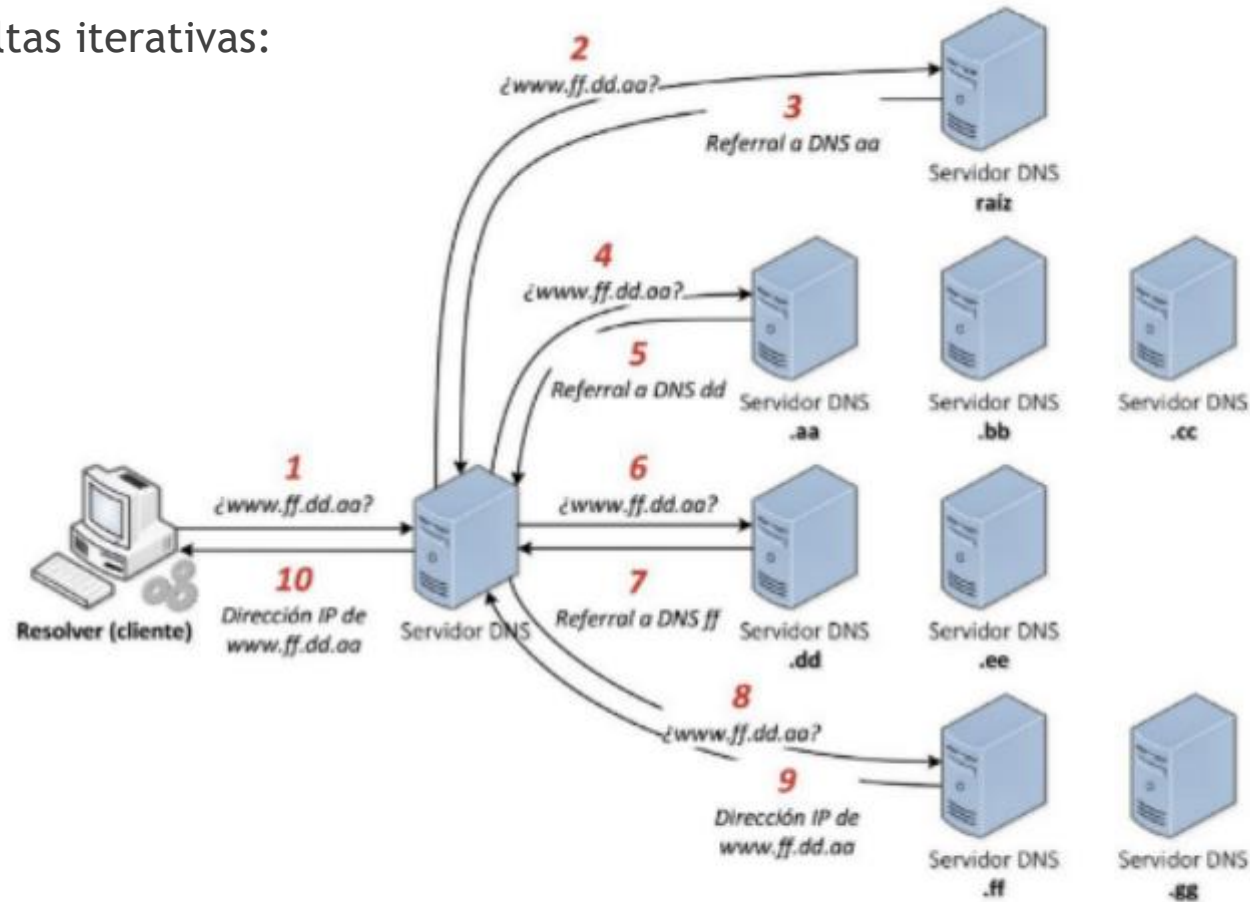 ltas iterativas:
2
¿www.ff.dd.aa?
3
Referral a DNS aa
Servidor DNS
raíz
4
¿www.ff.dd.aa?
5
Referral a DNS dd
Servidor DNS
.aa
Servidor DNS
.bb
Servidor DNS
.cc
1
¿www.ff.dd.aa?
10
Dirección IP de
www.ff.dd.aa
Resolver (cliente)
Servidor DNS
6
¿www.ff.dd.aa?
7
Referral a DNS ff
Servidor DNS
.dd
Servidor DNS
.ee
8
¿www.ff.dd.aa?
9
Dirección IP de
www.ff.dd.aa
Servidor DNS
.ff
Servidor DNS
.gg